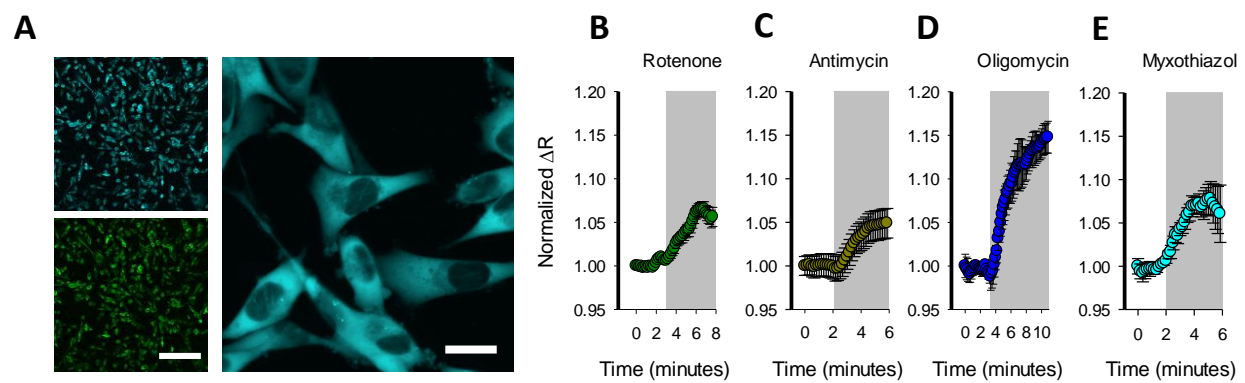 A
B
C
D
E
Rotenone
Antimycin
Oligomycin
Myxothiazol
Normalized ΔR
1.20
1.15
1.10
1.05
1.00
0.95
0 2 4 6 8
Time (minutes)
1.20
1.15
1.10
1.05
1.00
0.95
0 2 4 6
Time (minutes)
1.20
1.15
1.10
1.05
1.00
0.95
0 2 4 6 8 10
Time (minutes)
1.20
1.15
1.10
1.05
1.00
0.95
0 2 4 6
Time (minutes)